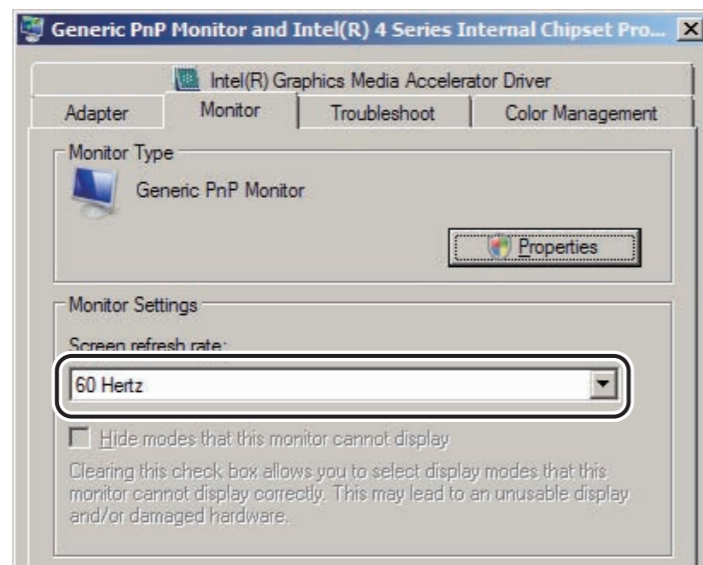 Generic PnP Monitor and Intel(R) 4 Series Internal Chipset Pro...
Intel(R) Graphics Media Accelerator Driver
Adapter Monitor Troubleshoot Color Management
Monitor Type
Generic PnP Monitor
Properties
Monitor Settings
Screen refresh rate:
60 Hertz
Hide modes that this monitor cannot display
Clearing this check box allows you to select display modes that this
monitor cannot display correctly. This may lead to an unusable display
and/or damaged hardware.